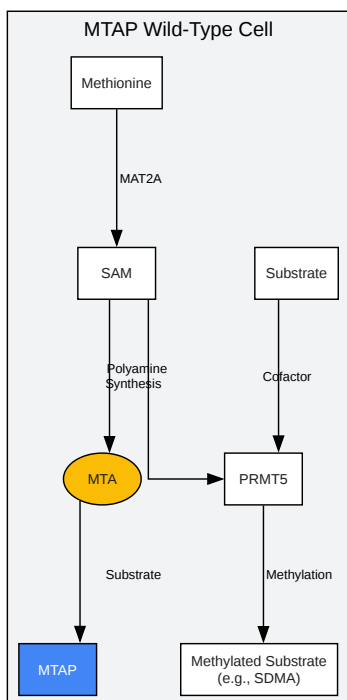 MTAP Wild-Type Cell
Methionine
MAT2A
SAM
Substrate
Polyamine
Synthesis
Cofactor
MTA
PRMT5
Substrate
Methylation
MTAP
Methylated Substrate
(e.g., SDMA)